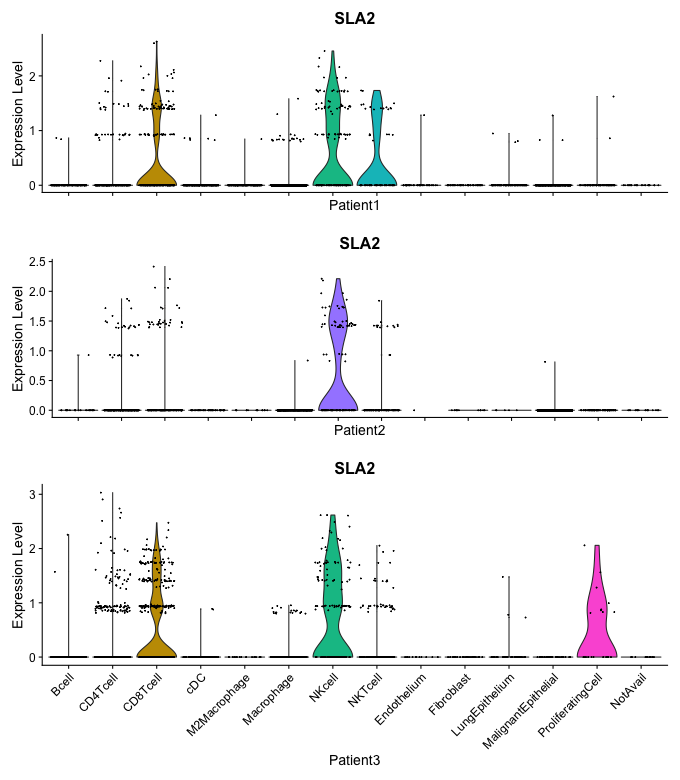 SLA2
Expression Level
2
1
0
Patient1
SLA2
Expression Level
2.5
2.0
1.5
1.0
0.5
0.0
Patient2
SLA2
Expression Level
3
2
1
0
Bcell
CD4Tcell
CD8Tcell
cDC
M2Macrophage
Macrophage
NKcell
NKTcell
Endothelium
Fibroblast
LungEpithelium
MalignantEpithelial
ProliferatingCell
NotAvail
Patient3